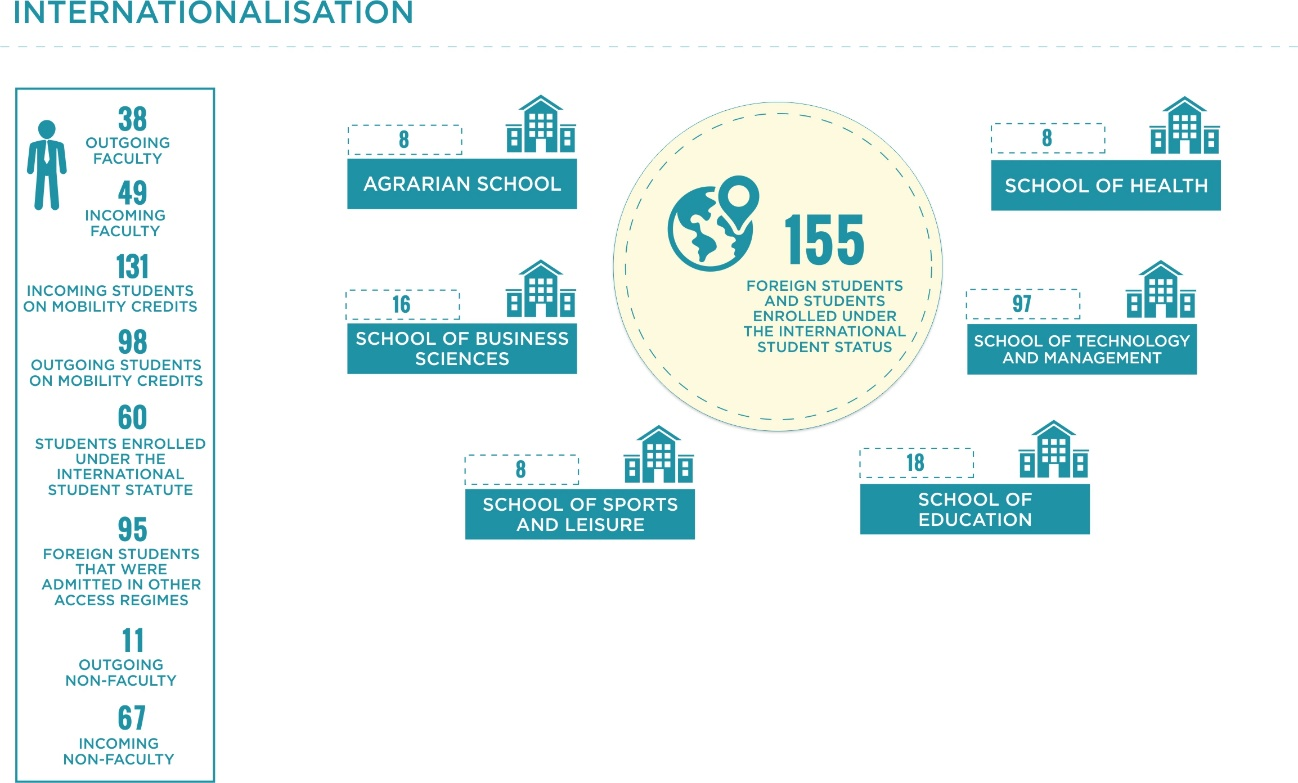 INTERNATIONALISATION
38
OUTGOING
FACULTY
49
INCOMING
FACULTY
131
INCOMING STUDENTS
ON MOBILITY CREDITS
98
OUTGOING STUDENTS
ON MOBILITY CREDITS
60
STUDENTS ENROLLED
UNDER THE
INTERNATIONAL
STUDENT STATUTE
95
FOREIGN STUDENTS
THAT WERE
ADMITTED IN OTHER
ACCESS REGIMES
11
OUTGOING
NON-FACULTY
67
INCOMING
NON-FACULTY
8
AGRARIAN SCHOOL
16
SCHOOL OF BUSINESS
SCIENCES
8
SCHOOL OF SPORTS
AND LEISURE
155
FOREIGN STUDENTS
AND STUDENTS
ENROLLED UNDER
THE INTERNATIONAL
STUDENT STATUS
8
SCHOOL OF HEALTH
97
SCHOOL OF TECHNOLOGY
AND MANAGEMENT
18
SCHOOL OF
EDUCATION